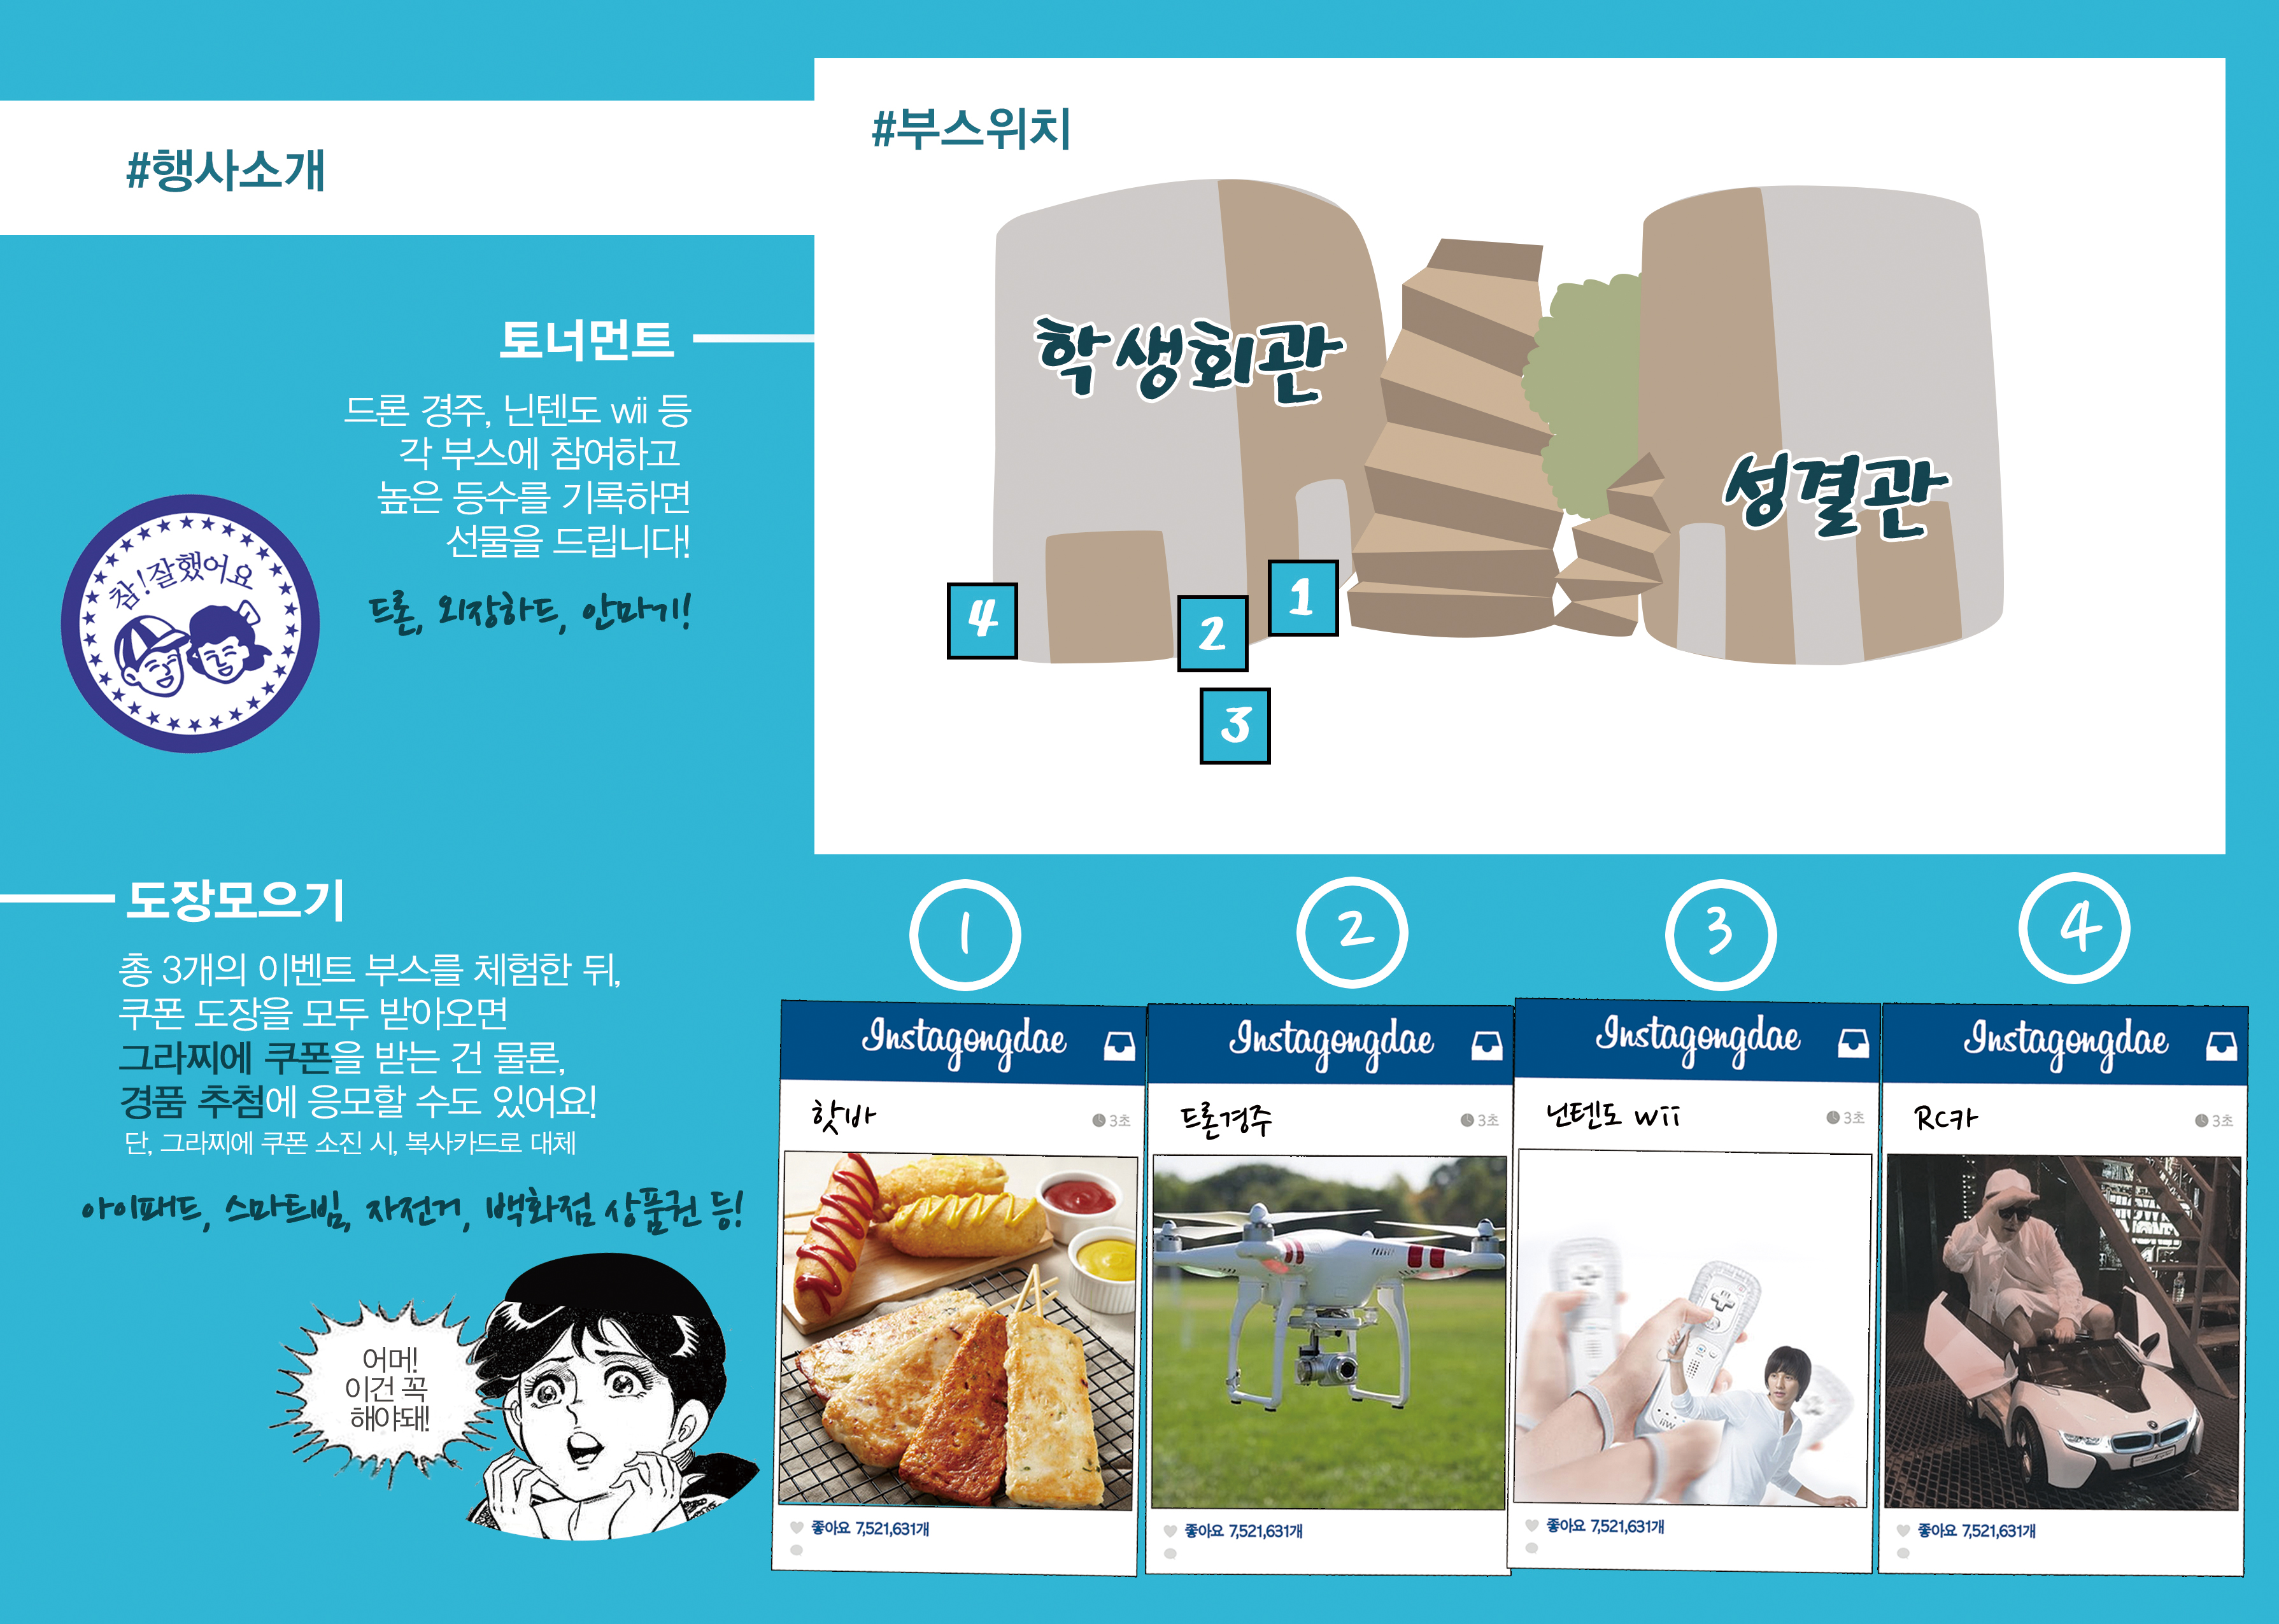 #행사소개
토너먼트
드론 경주, 닌텐도 wii 등
각 부스에 참여하고
높은 등수를 기록하면
선물을 드립니다!
드론, 외장하드, 안마기!
참! 잘했어요
도장모으기
총 3개의 이벤트 부스를 체험한 뒤,
쿠폰 도장을 모두 받아오면
그라찌에 쿠폰을 받는 건 물론,
경품 추첨에 응모할 수도 있어요!
단, 그라찌에 쿠폰 소진 시, 복사카드로 대체
아이패드, 스마트빔, 자전거, 백화점 상품권 등!
어머!
이건 꼭
해야돼!
#부스위치
학생회관
성결관
4
2
1
3
1
Instagongdae
핫바
3초
좋아요 7,521,631개
2
Instagongdae
드론경주
3초
좋아요 7,521,631개
3
Instagongdae
닌텐도 wii
3초
좋아요 7,521,631개
4
Instagongdae
RC카
3초
좋아요 7,521,631개